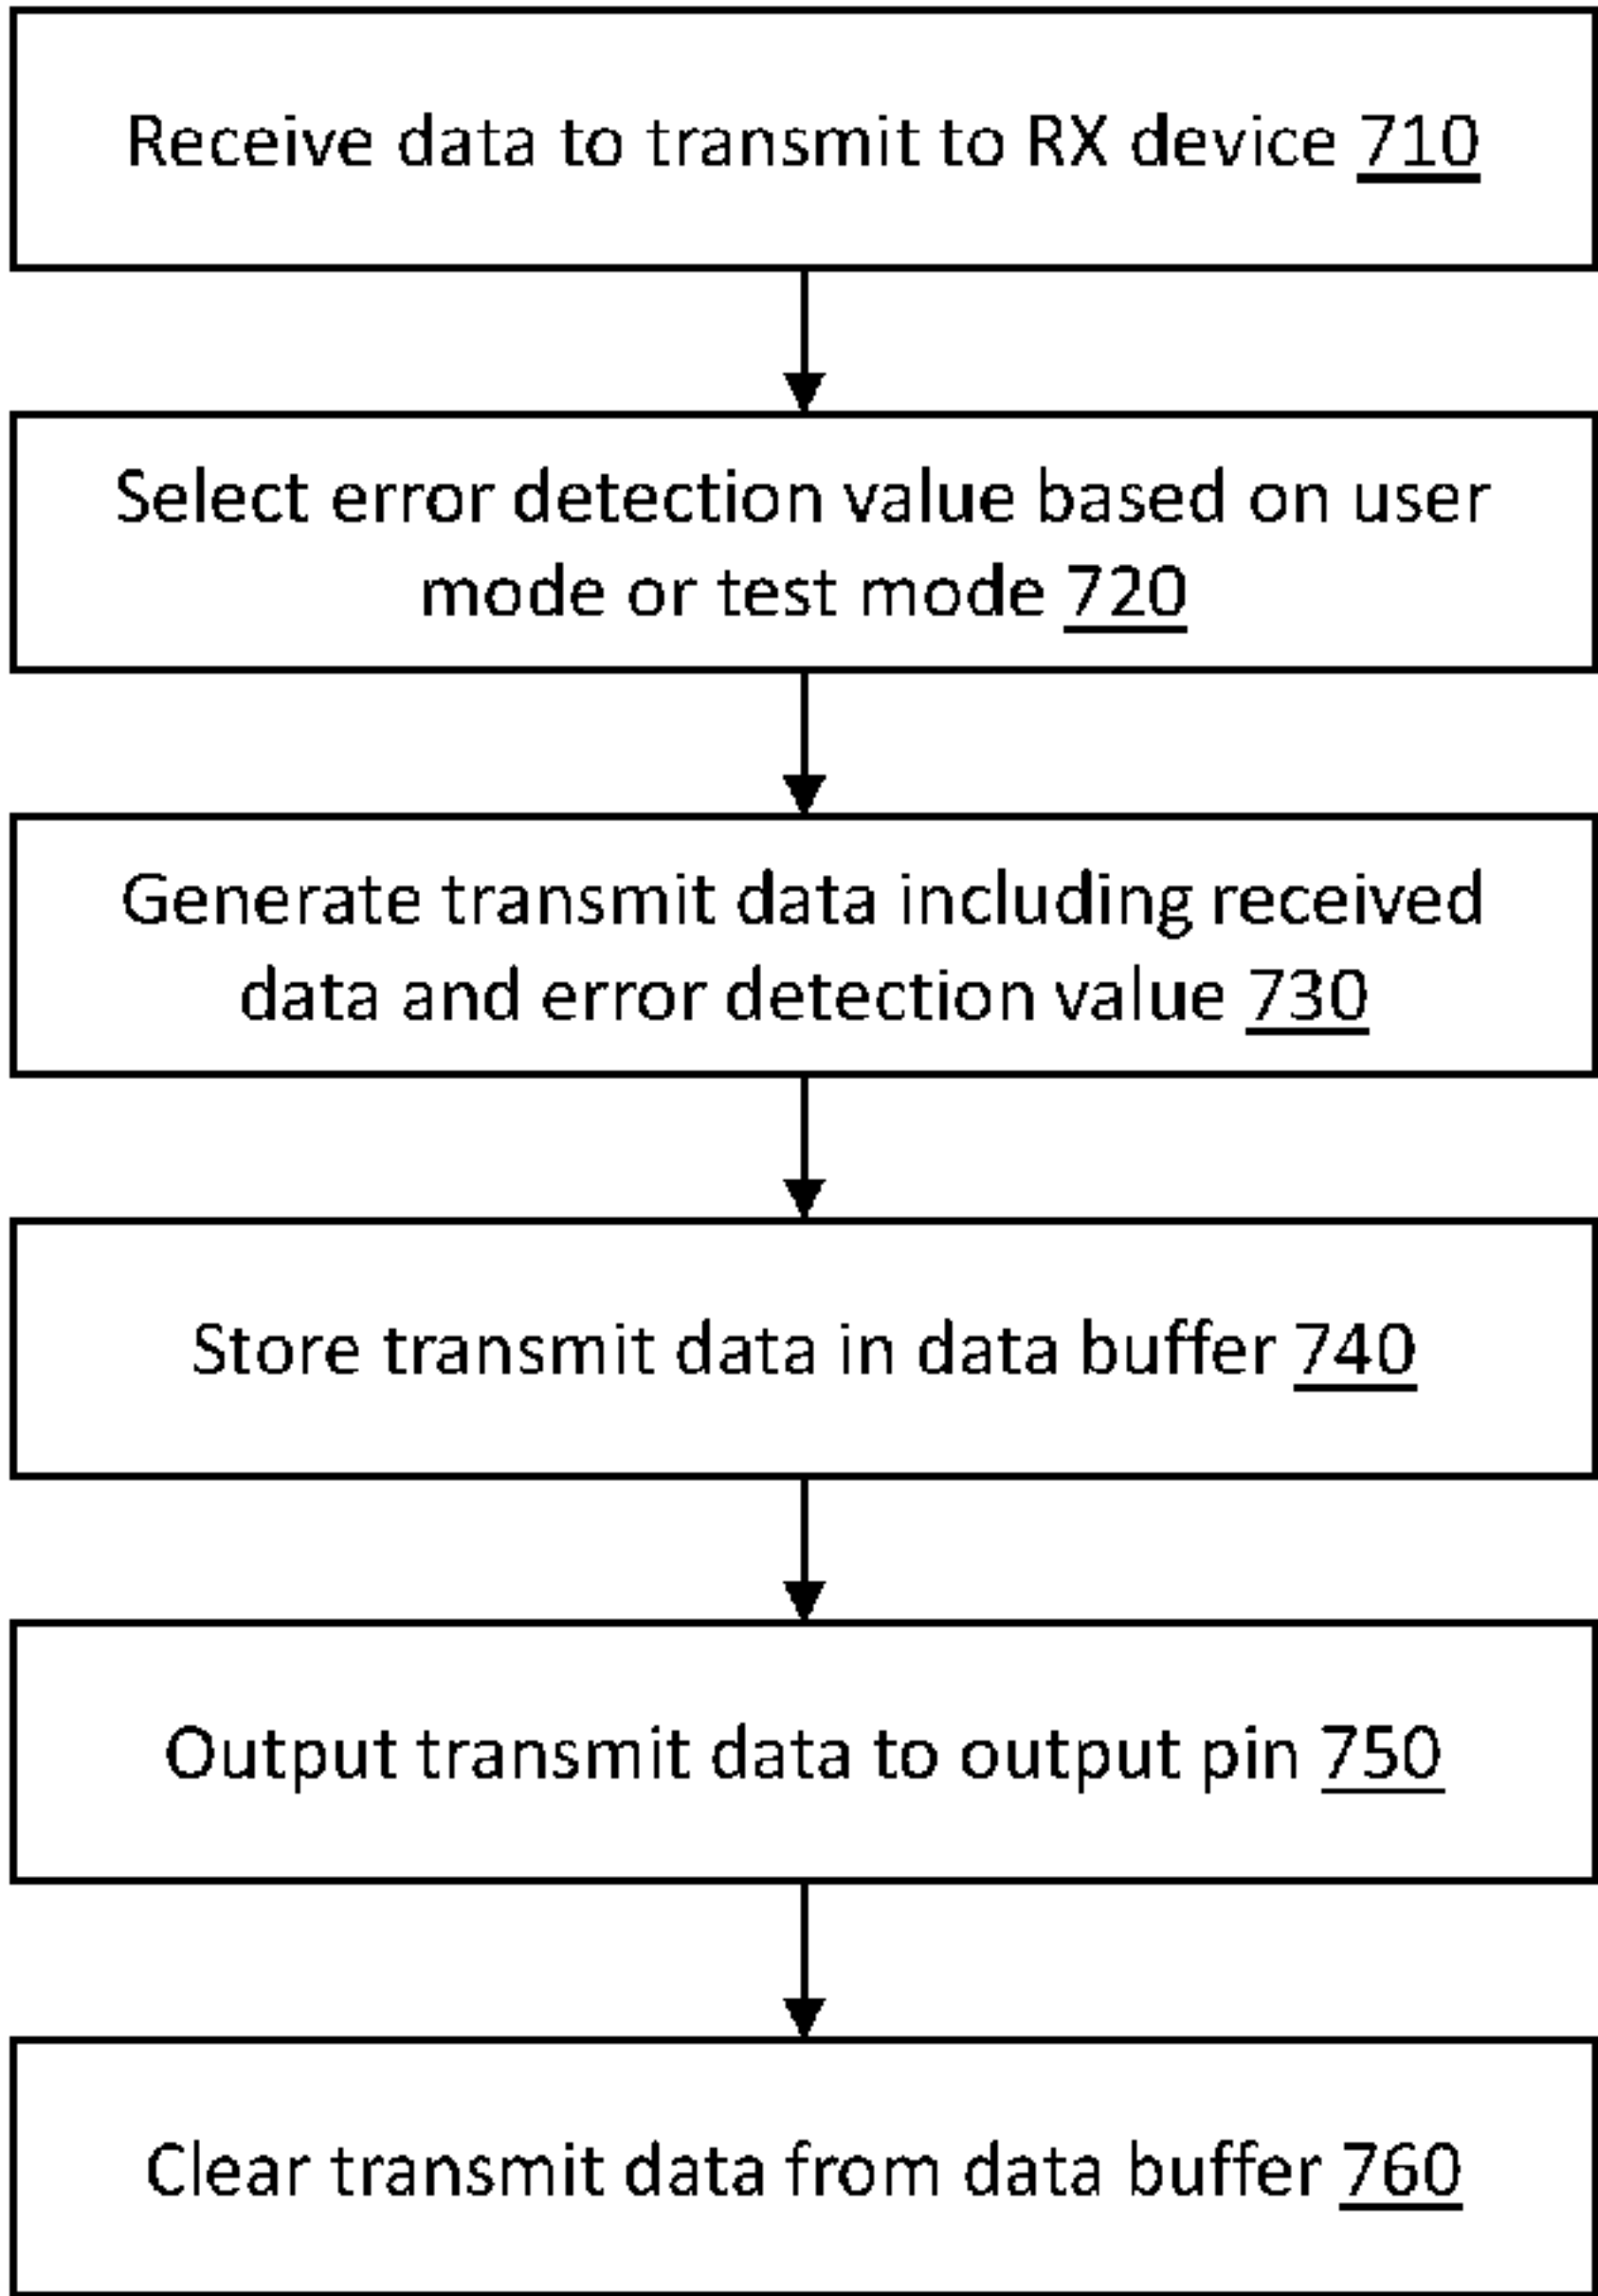 Receive data to transmit to RX device 710
Select error detection value based on user
mode or test mode 720
Generate transmit data including received
data and error detection value 730
Store transmit data in data buffer 740
Output transmit data to output pin 750
Clear transmit data from data buffer 760